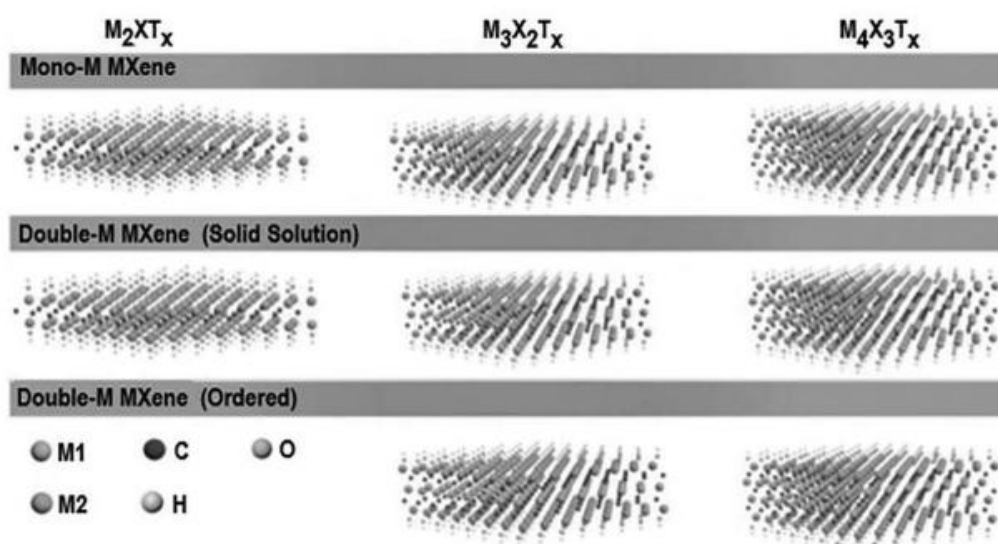 M₂XTₓ M₃X₂Tₓ M₄X₃Tₓ
Mono-M MXene
Double-M MXene (Solid Solution)
Double-M MXene (Ordered)
M1 C O
M2 H